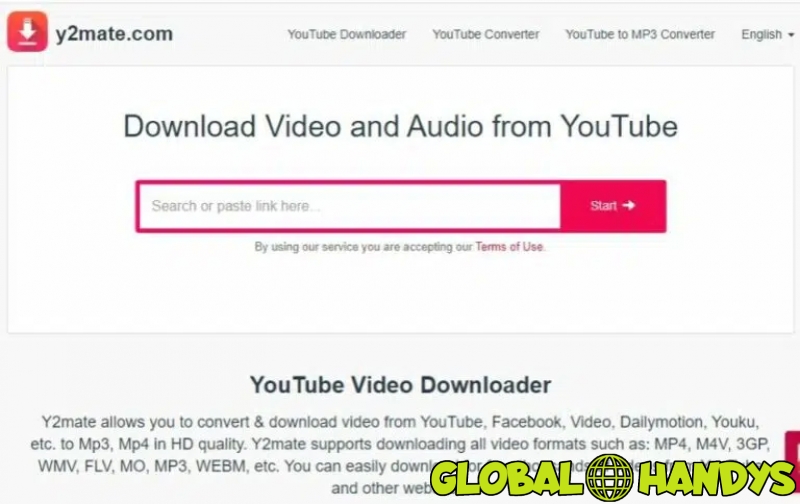 y2mate.com
YouTube Downloader
YouTube Converter
YouTube to MP3 Converter
English
Download Video and Audio from YouTube
Search or paste link here...
Start
By using our service you are accepting our Terms of Use.
YouTube Video Downloader
Y2mate allows you to convert & download video from YouTube, Facebook, Video, Dailymotion, Youku,
etc. to Mp3, Mp4 in HD quality. Y2mate supports downloading all video formats such as: MP4, M4V, 3GP,
WMV, FLV, MO, MP3, WEBM, etc. You can easily
and other
GLOBAL HANDYS